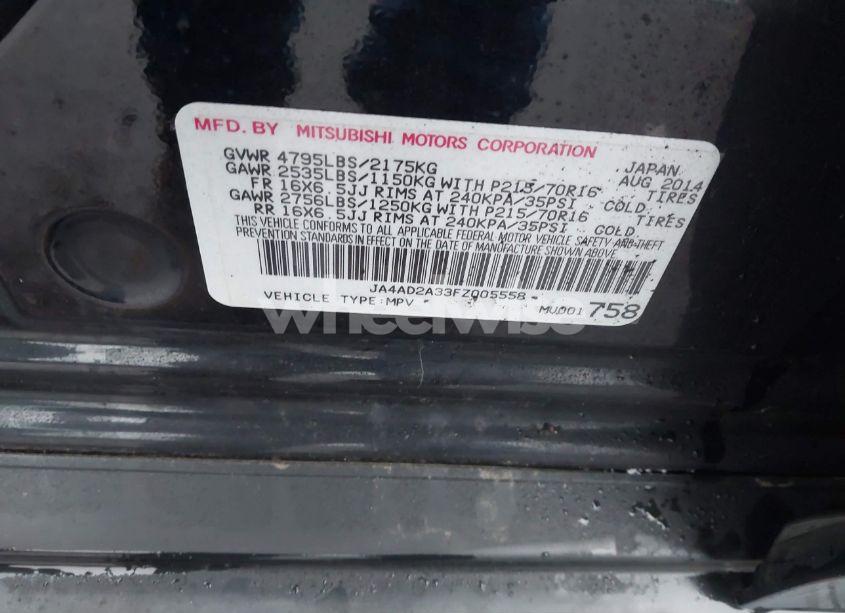 MFD. BY MITSUBISHI MOTORS CORPORATION
GVWR 4795LBS/2175KG JAPAN
GAWR 2535LBS/1150KG WITH P215/70R16 AUG 2014
FR 16X6.5JJ RIMS AT 240KPA/35PSI COLD. TIRES
GAWR 2756LBS/1250KG WITH P215/70R16
RR 16X6.5JJ RIMS AT 240KPA/35PSI COLD. TIRES
THIS VEHICLE CONFORMS TO ALL APPLICABLE FEDERAL MOTOR VEHICLE SAFETY AND THEFT
PREVENTION STANDARDS IN EFFECT ON THE DATE OF MANUFACTURE SHOWN ABOVE.
JA4AD2A33FZ005558
VEHICLE TYPE:MPV MUD01 758
wheelwise